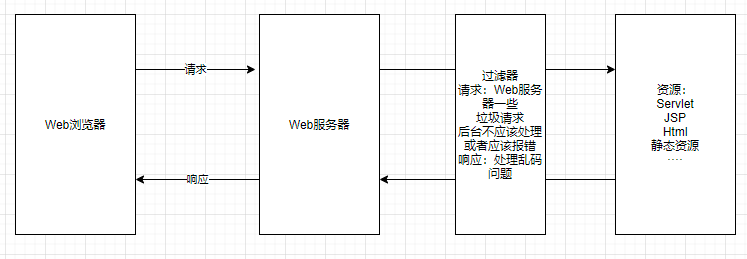 Web浏览器
请求
响应
Web服务器
过滤器
请求：Web服务
器一些
垃圾请求
后台不应该处理
或者应该报错
响应：处理乱码
问题
资源：
Servlet
JSP
Html
静态资源
....